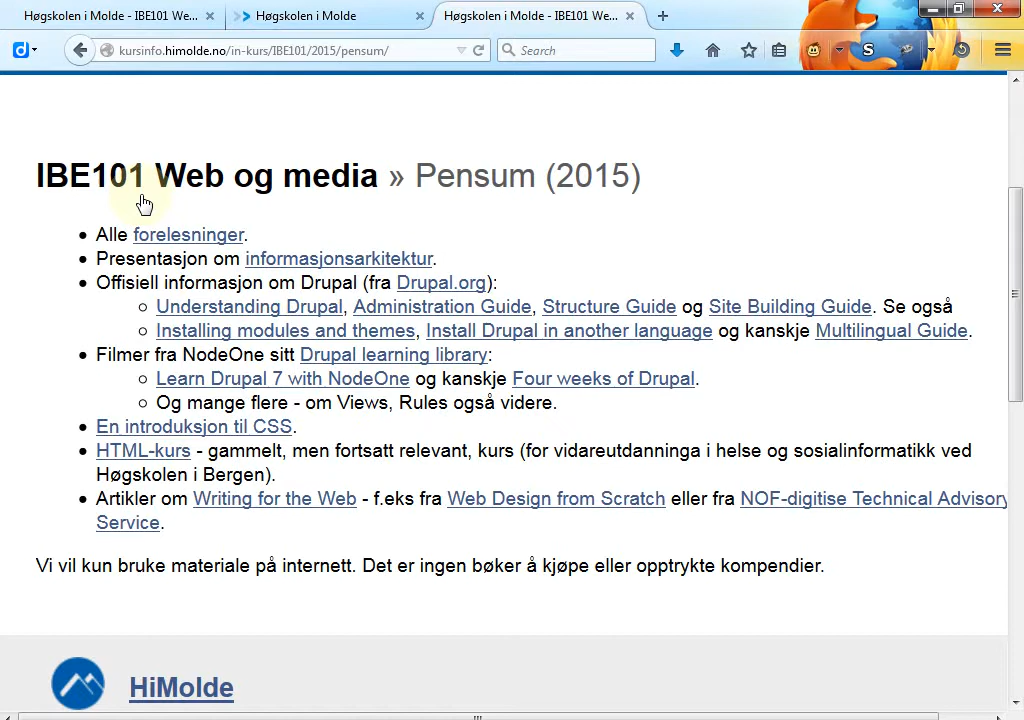 Høgskolen i Molde - IBE101 Web...
Høgskolen i Molde
Høgskolen i Molde - IBE101 We...
kursinfo.himolde.no/in-kurs/IBE101/2015/pensum/
Search
IBE101 Web og media » Pensum (2015)
Alle forelesninger.
Presentasjon om informasjonsarkitektur.
Offisiell informasjon om Drupal (fra Drupal.org):
Understanding Drupal, Administration Guide, Structure Guide og Site Building Guide. Se også
Installing modules and themes, Install Drupal in another language og kanskje Multilingual Guide.
Filmer fra NodeOne sitt Drupal learning library:
Learn Drupal 7 with NodeOne og kanskje Four weeks of Drupal.
Og mange flere - om Views, Rules også videre.
En introduksjon til CSS.
HTML-kurs - gammelt, men fortsatt relevant, kurs (for vidareutdanninga i helse og sosialinformatikk ved
Høgskolen i Bergen).
Artikler om Writing for the Web - f.eks fra Web Design from Scratch eller fra NOF-digitise Technical Advisory
Service.
Vi vil kun bruke materiale på internett. Det er ingen bøker å kjøpe eller opptrykte kompendier.
HiMolde